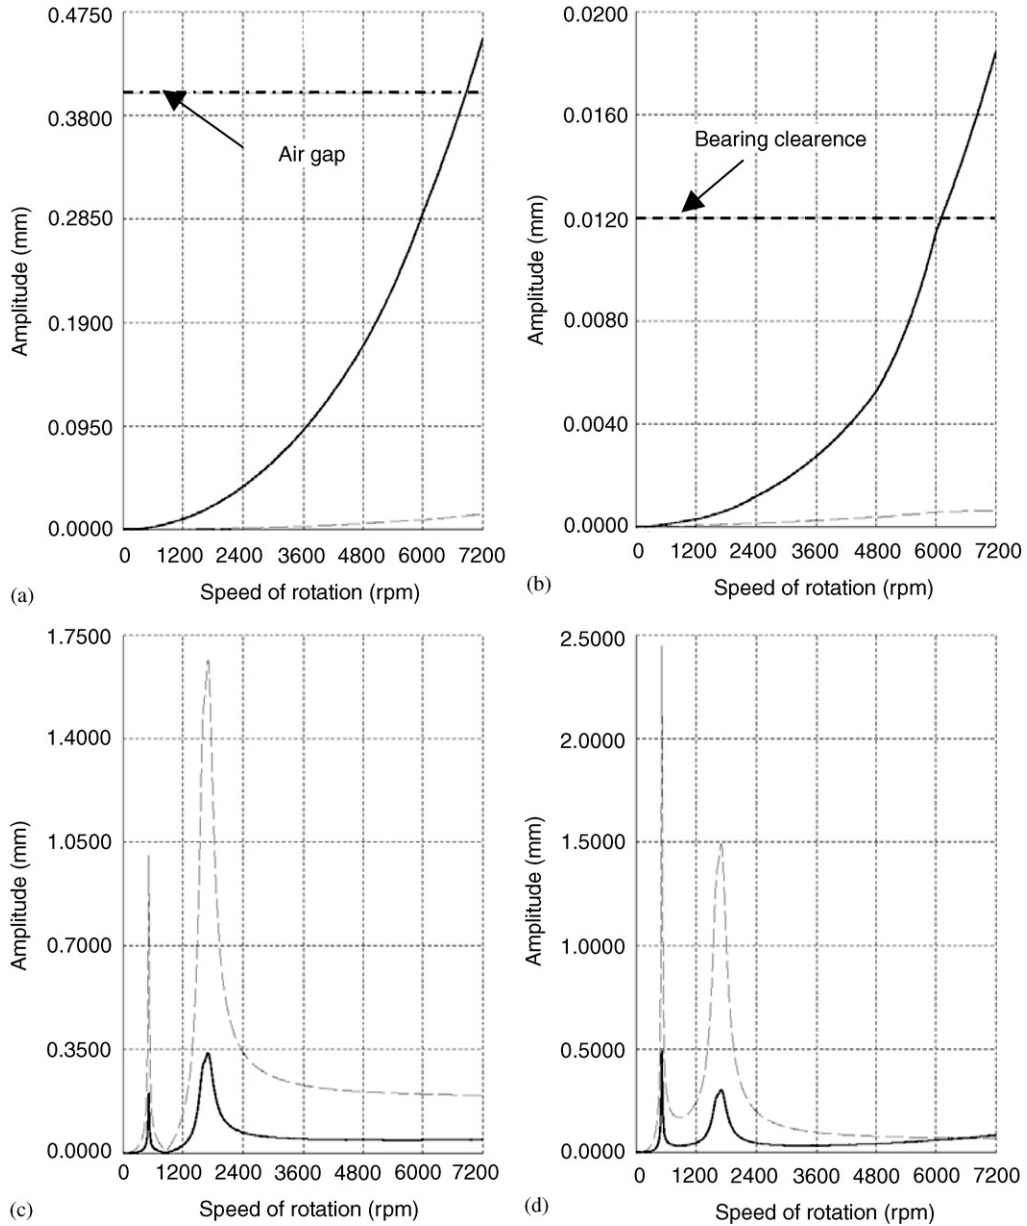 0.4750
0.3800
0.2850
0.1900
0.0950
0.0000
Amplitude (mm)
Air gap
0 1200 2400 3600 4800 6000 7200
Speed of rotation (rpm)
(a)
0.0200
0.0160
0.0120
0.0080
0.0040
0.0000
Amplitude (mm)
Bearing clearence
0 1200 2400 3600 4800 6000 7200
Speed of rotation (rpm)
(b)
1.7500
1.4000
1.0500
0.7000
0.3500
0.0000
Amplitude (mm)
0 1200 2400 3600 4800 6000 7200
Speed of rotation (rpm)
(c)
2.5000
2.0000
1.5000
1.0000
0.5000
0.0000
Amplitude (mm)
0 1200 2400 3600 4800 6000 7200
Speed of rotation (rpm)
(d)